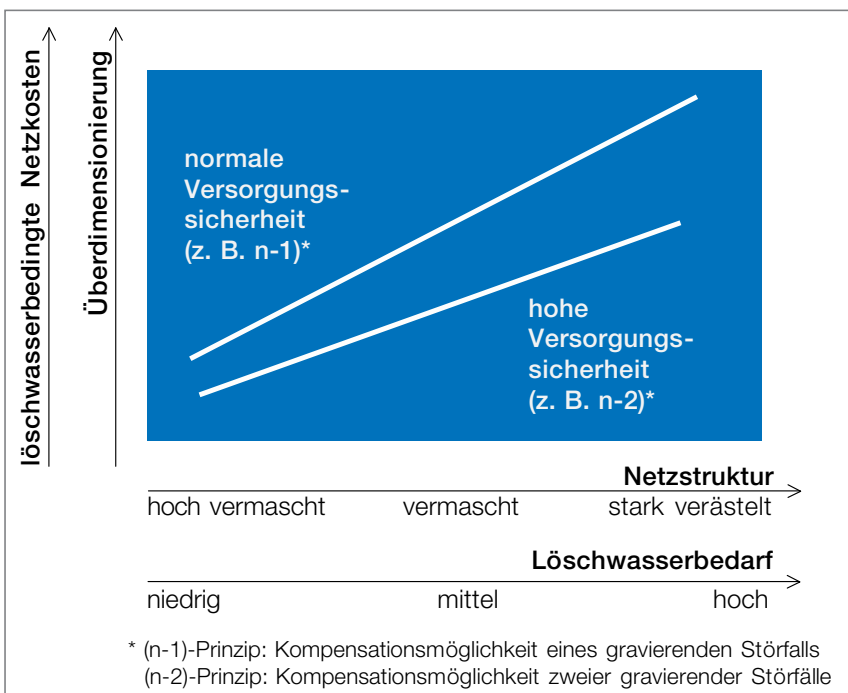 löschwasserbedingte Netzkosten
Überdimensionierung
normale
Versorgungs-
sicherheit
(z. B. n-1)*
hohe
Versorgungs-
sicherheit
(z. B. n-2)*
Netzstruktur
hoch vermascht vermascht stark verästelt
Löschwasserbedarf
niedrig mittel hoch
* (n-1)-Prinzip: Kompensationsmöglichkeit eines gravierenden Störfalls
(n-2)-Prinzip: Kompensationsmöglichkeit zweier gravierender Störfälle